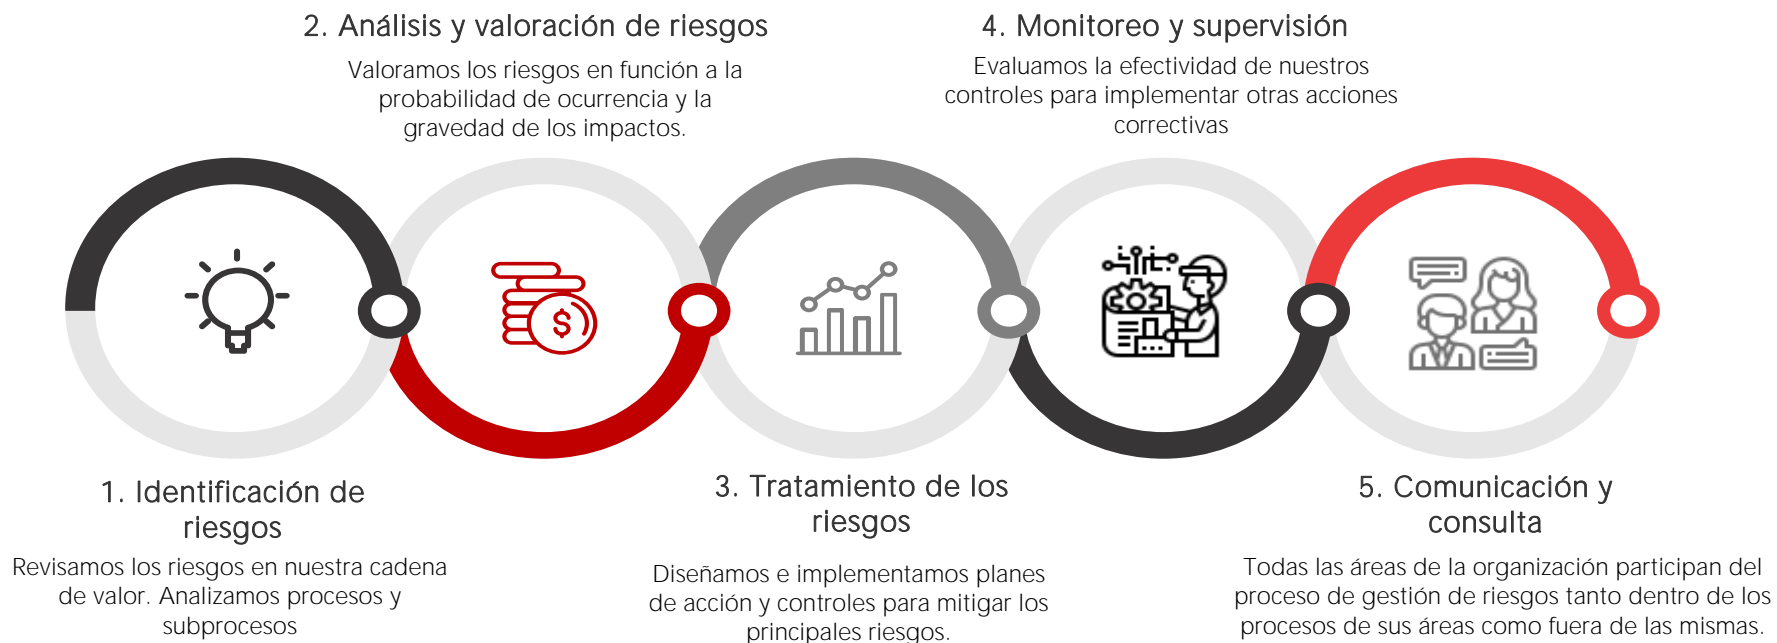 2. Análisis y valoración de riesgos
Valoramos los riesgos en función a la
probabilidad de ocurrencia y la
gravedad de los impactos.
4. Monitoreo y supervisión
Evaluamos la efectividad de nuestros
controles para implementar otras acciones
correctivas
$
1. Identificación de
riesgos
Revisamos los riesgos en nuestra cadena
de valor. Analizamos procesos y
subprocesos
3. Tratamiento de los
riesgos
Diseñamos e implementamos planes
de acción y controles para mitigar los
principales riesgos.
5. Comunicación y
consulta
Todas las áreas de la organización participan del
proceso de gestión de riesgos tanto dentro de los
procesos de sus áreas como fuera de las mismas.